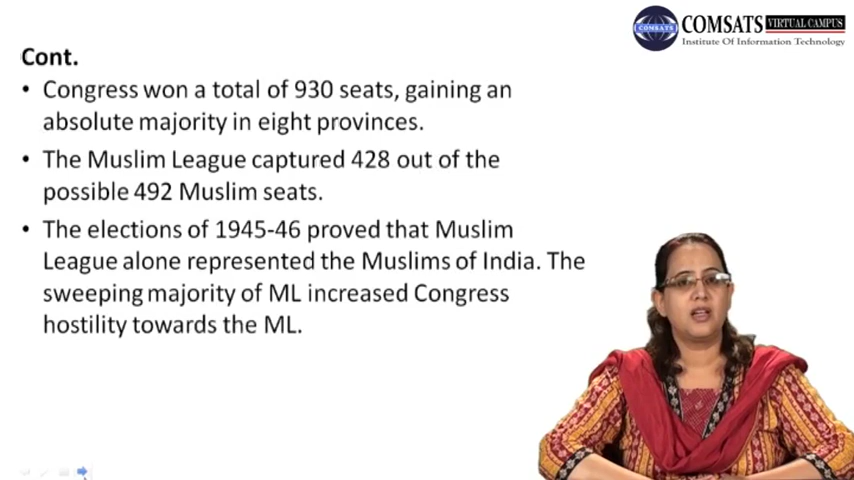 COMSATS
COMSATS VIRTUAL CAMPUS
Institute Of Information Technology
Cont.
• Congress won a total of 930 seats, gaining an
absolute majority in eight provinces.
• The Muslim League captured 428 out of the
possible 492 Muslim seats.
• The elections of 1945-46 proved that Muslim
League alone represented the Muslims of India. The
sweeping majority of ML increased Congress
hostility towards the ML.